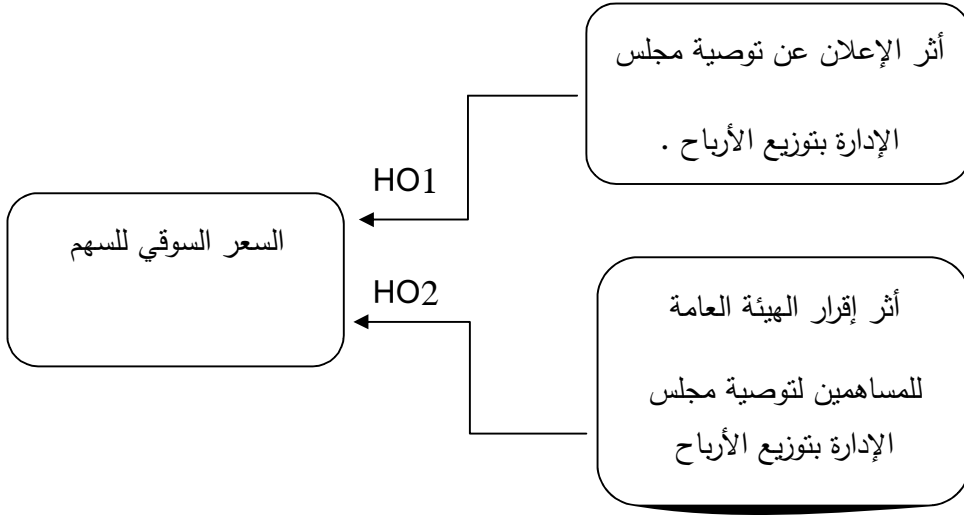 أثر الإعلان عن توصية مجلس
الإدارة بتوزيع الأرباح .
HO1
السعر السوقي للسهم
HO2
أثر إقرار الهيئة العامة
للمساهمين لتوصية مجلس
الإدارة بتوزيع الأرباح